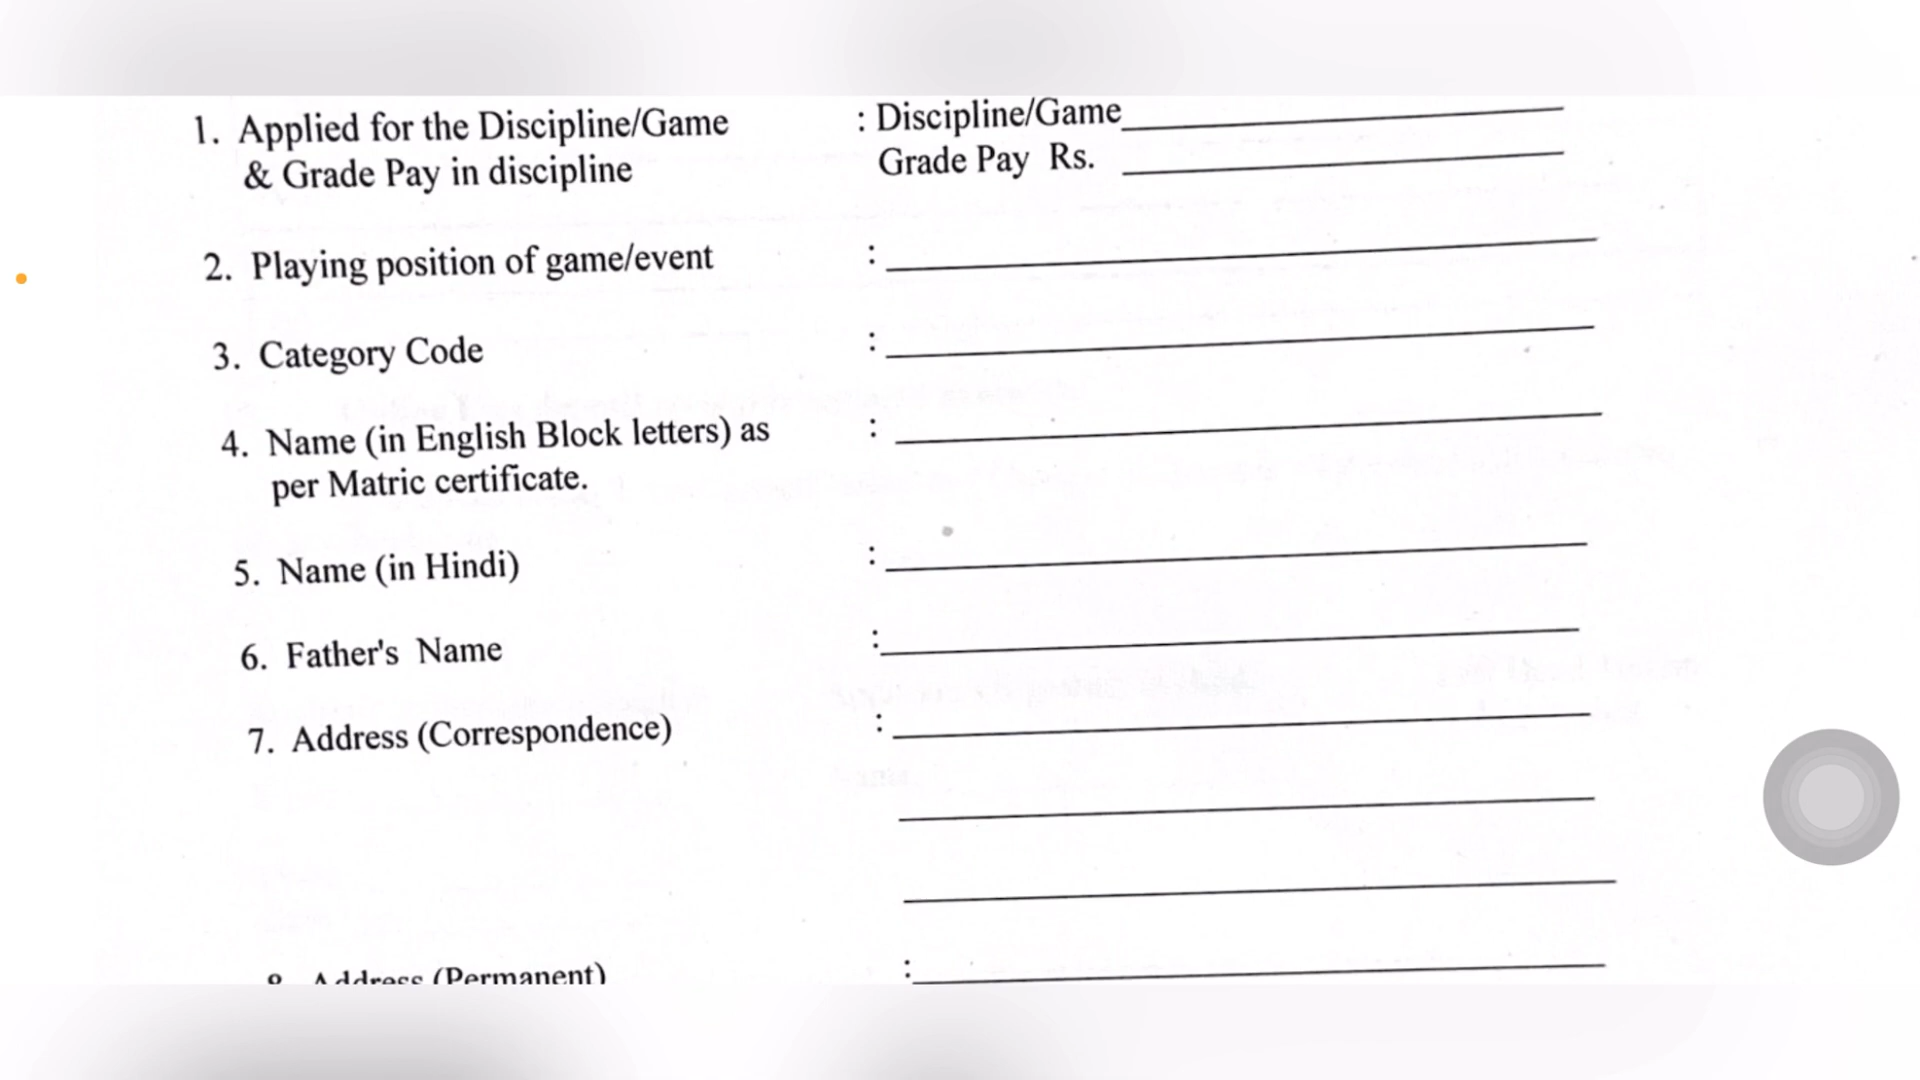 1. Applied for the Discipline/Game : Discipline/Game
& Grade Pay in discipline Grade Pay Rs.
2. Playing position of game/event :
3. Category Code :
4. Name (in English Block letters) as :
per Matric certificate.
5. Name (in Hindi) :
6. Father's Name :
7. Address (Correspondence) :
8. Address (Permanent) :